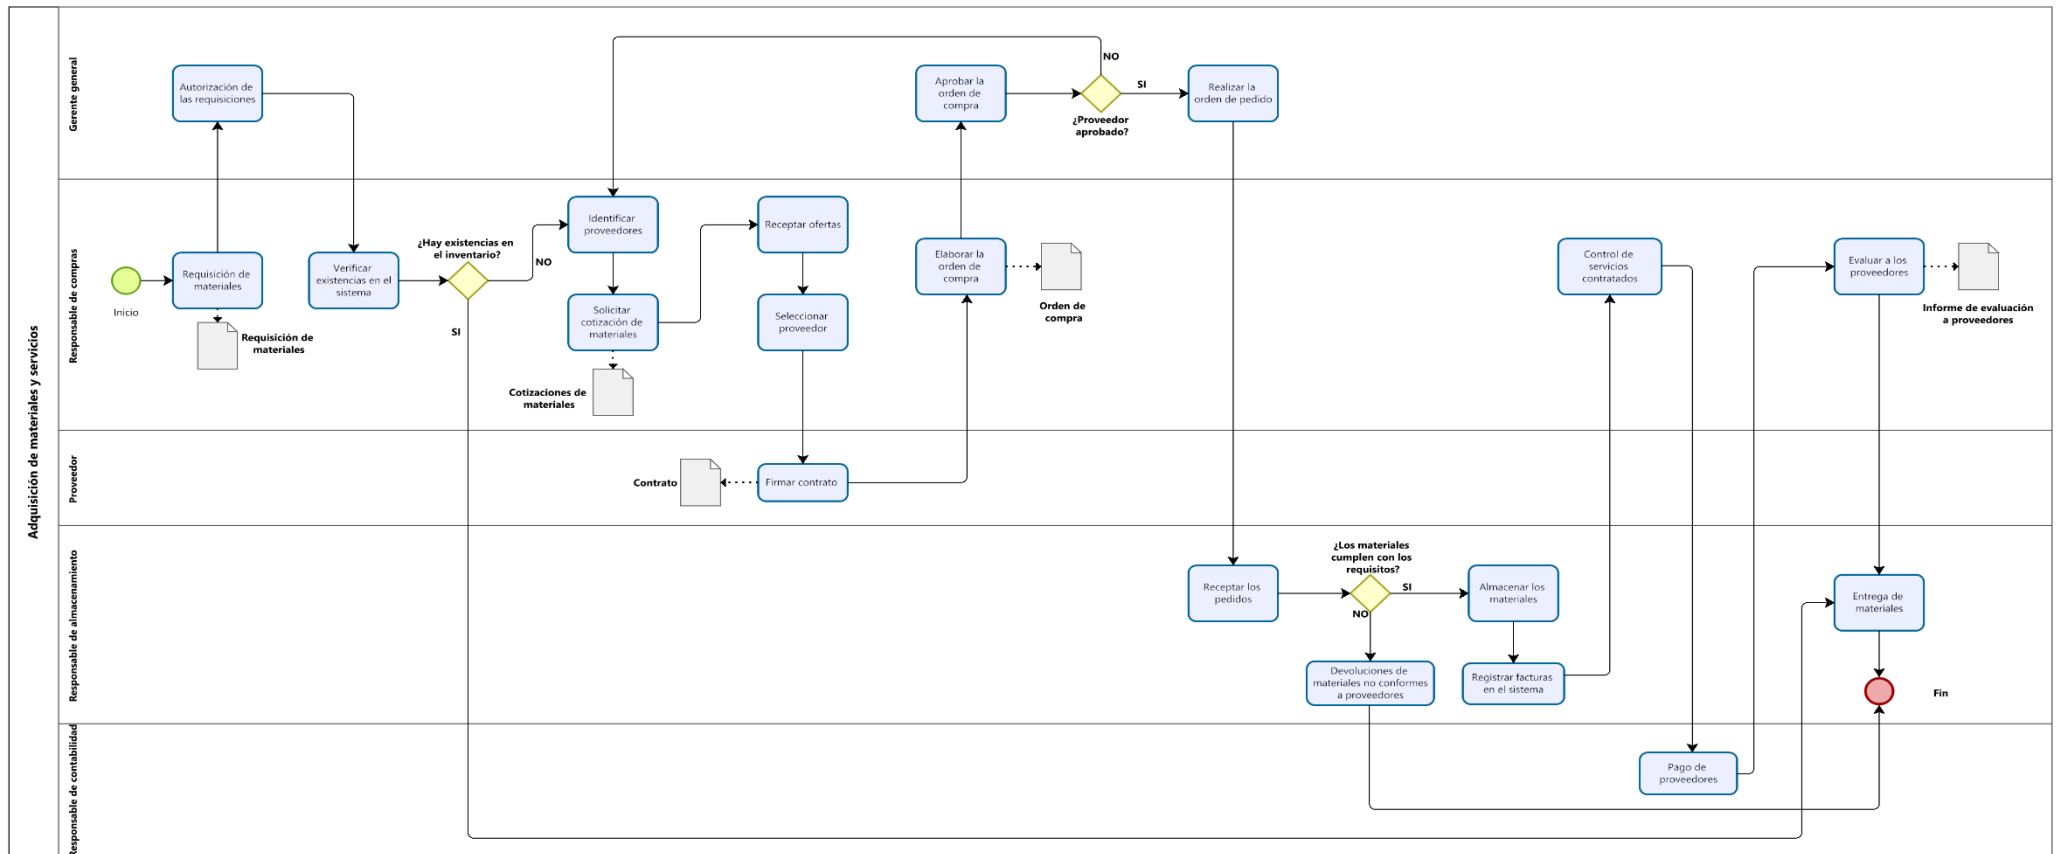 Adquisición de materiales y servicios
Gerente general
Autorización de
las requisiciones
Aprobar la
orden de
compra
NO
SI
¿Proveedor
aprobado?
Realizar la
orden de pedido
Responsable de compras
Inicio
Requisición de
materiales
Requisición de
materiales
Verificar
existencias en el
sistema
¿Hay existencias en
el inventario?
NO
SI
Identificar
proveedores
Solicitar
cotización de
materiales
Cotizaciones de
materiales
Receptar ofertas
Seleccionar
proveedor
Elaborar la
orden de
compra
Orden de
compra
Control de
servicios
contratados
Evaluar a los
proveedores
Informe de evaluación
a proveedores
Proveedor
Contrato
Firmar contrato
Responsable de almacenamiento
Receptar los
pedidos
¿Los materiales
cumplen con los
requisitos?
SI
NO
Almacenar los
materiales
Devoluciones de
materiales no conformes
a proveedores
Registrar facturas
en el sistema
Entrega de
materiales
Fin
Responsable de contabilidad
Pago de
proveedores